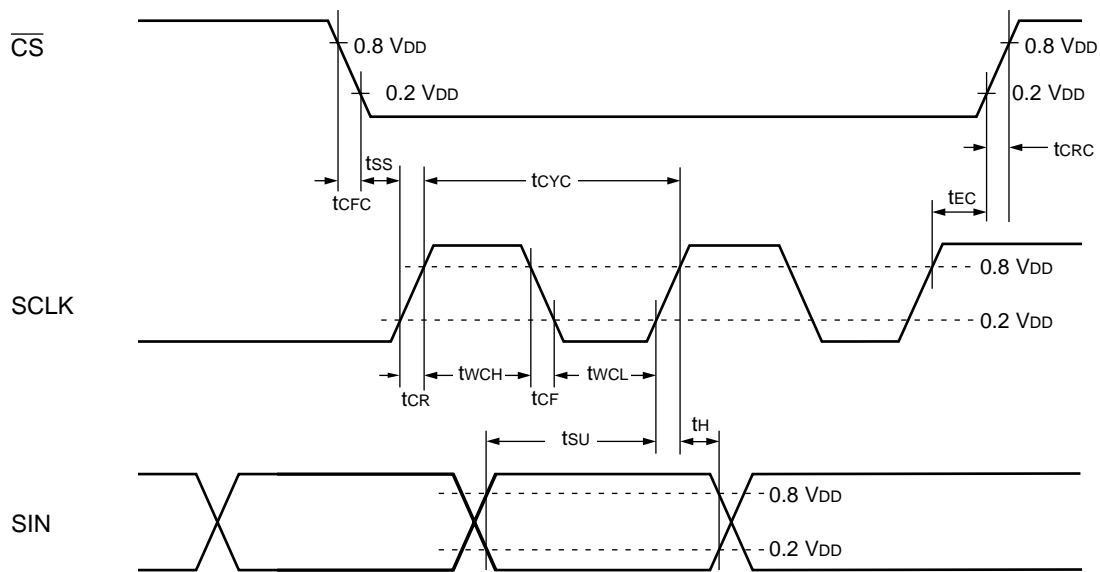 CS
0.8 VDD
0.8 VDD
0.2 VDD
0.2 VDD
tSS
tCRC
tCYC
tCFC
tEC
0.8 VDD
SCLK
0.2 VDD
tCR
tWCH
tCF
tWCL
tSU
tH
0.8 VDD
SIN
0.2 VDD